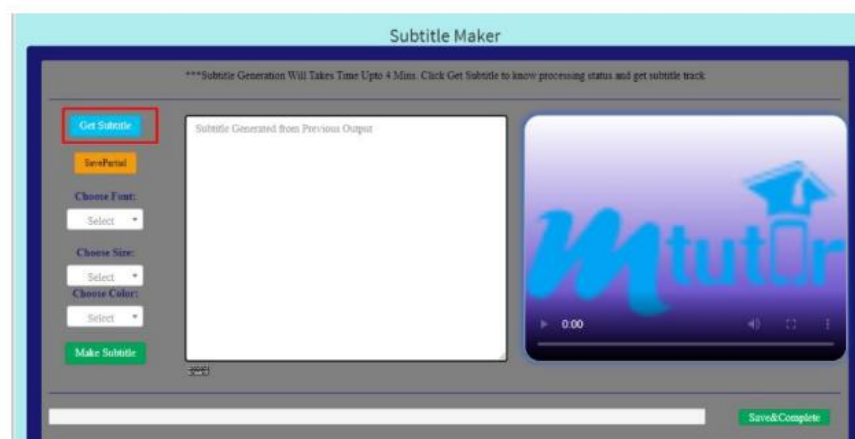 Subtitle Maker
***Subtitle Generation Will Takes Time Upto 4 Mins. Click Get Subtitle to know processing status and get subtitle track
Get Subtitle
SavePartial
Choose Font:
Select
Choose Size:
Select
Choose Color:
Select
Make Subtitle
Subtitle Generated from Previous Output
Mtutor
0:00
Save&Complete